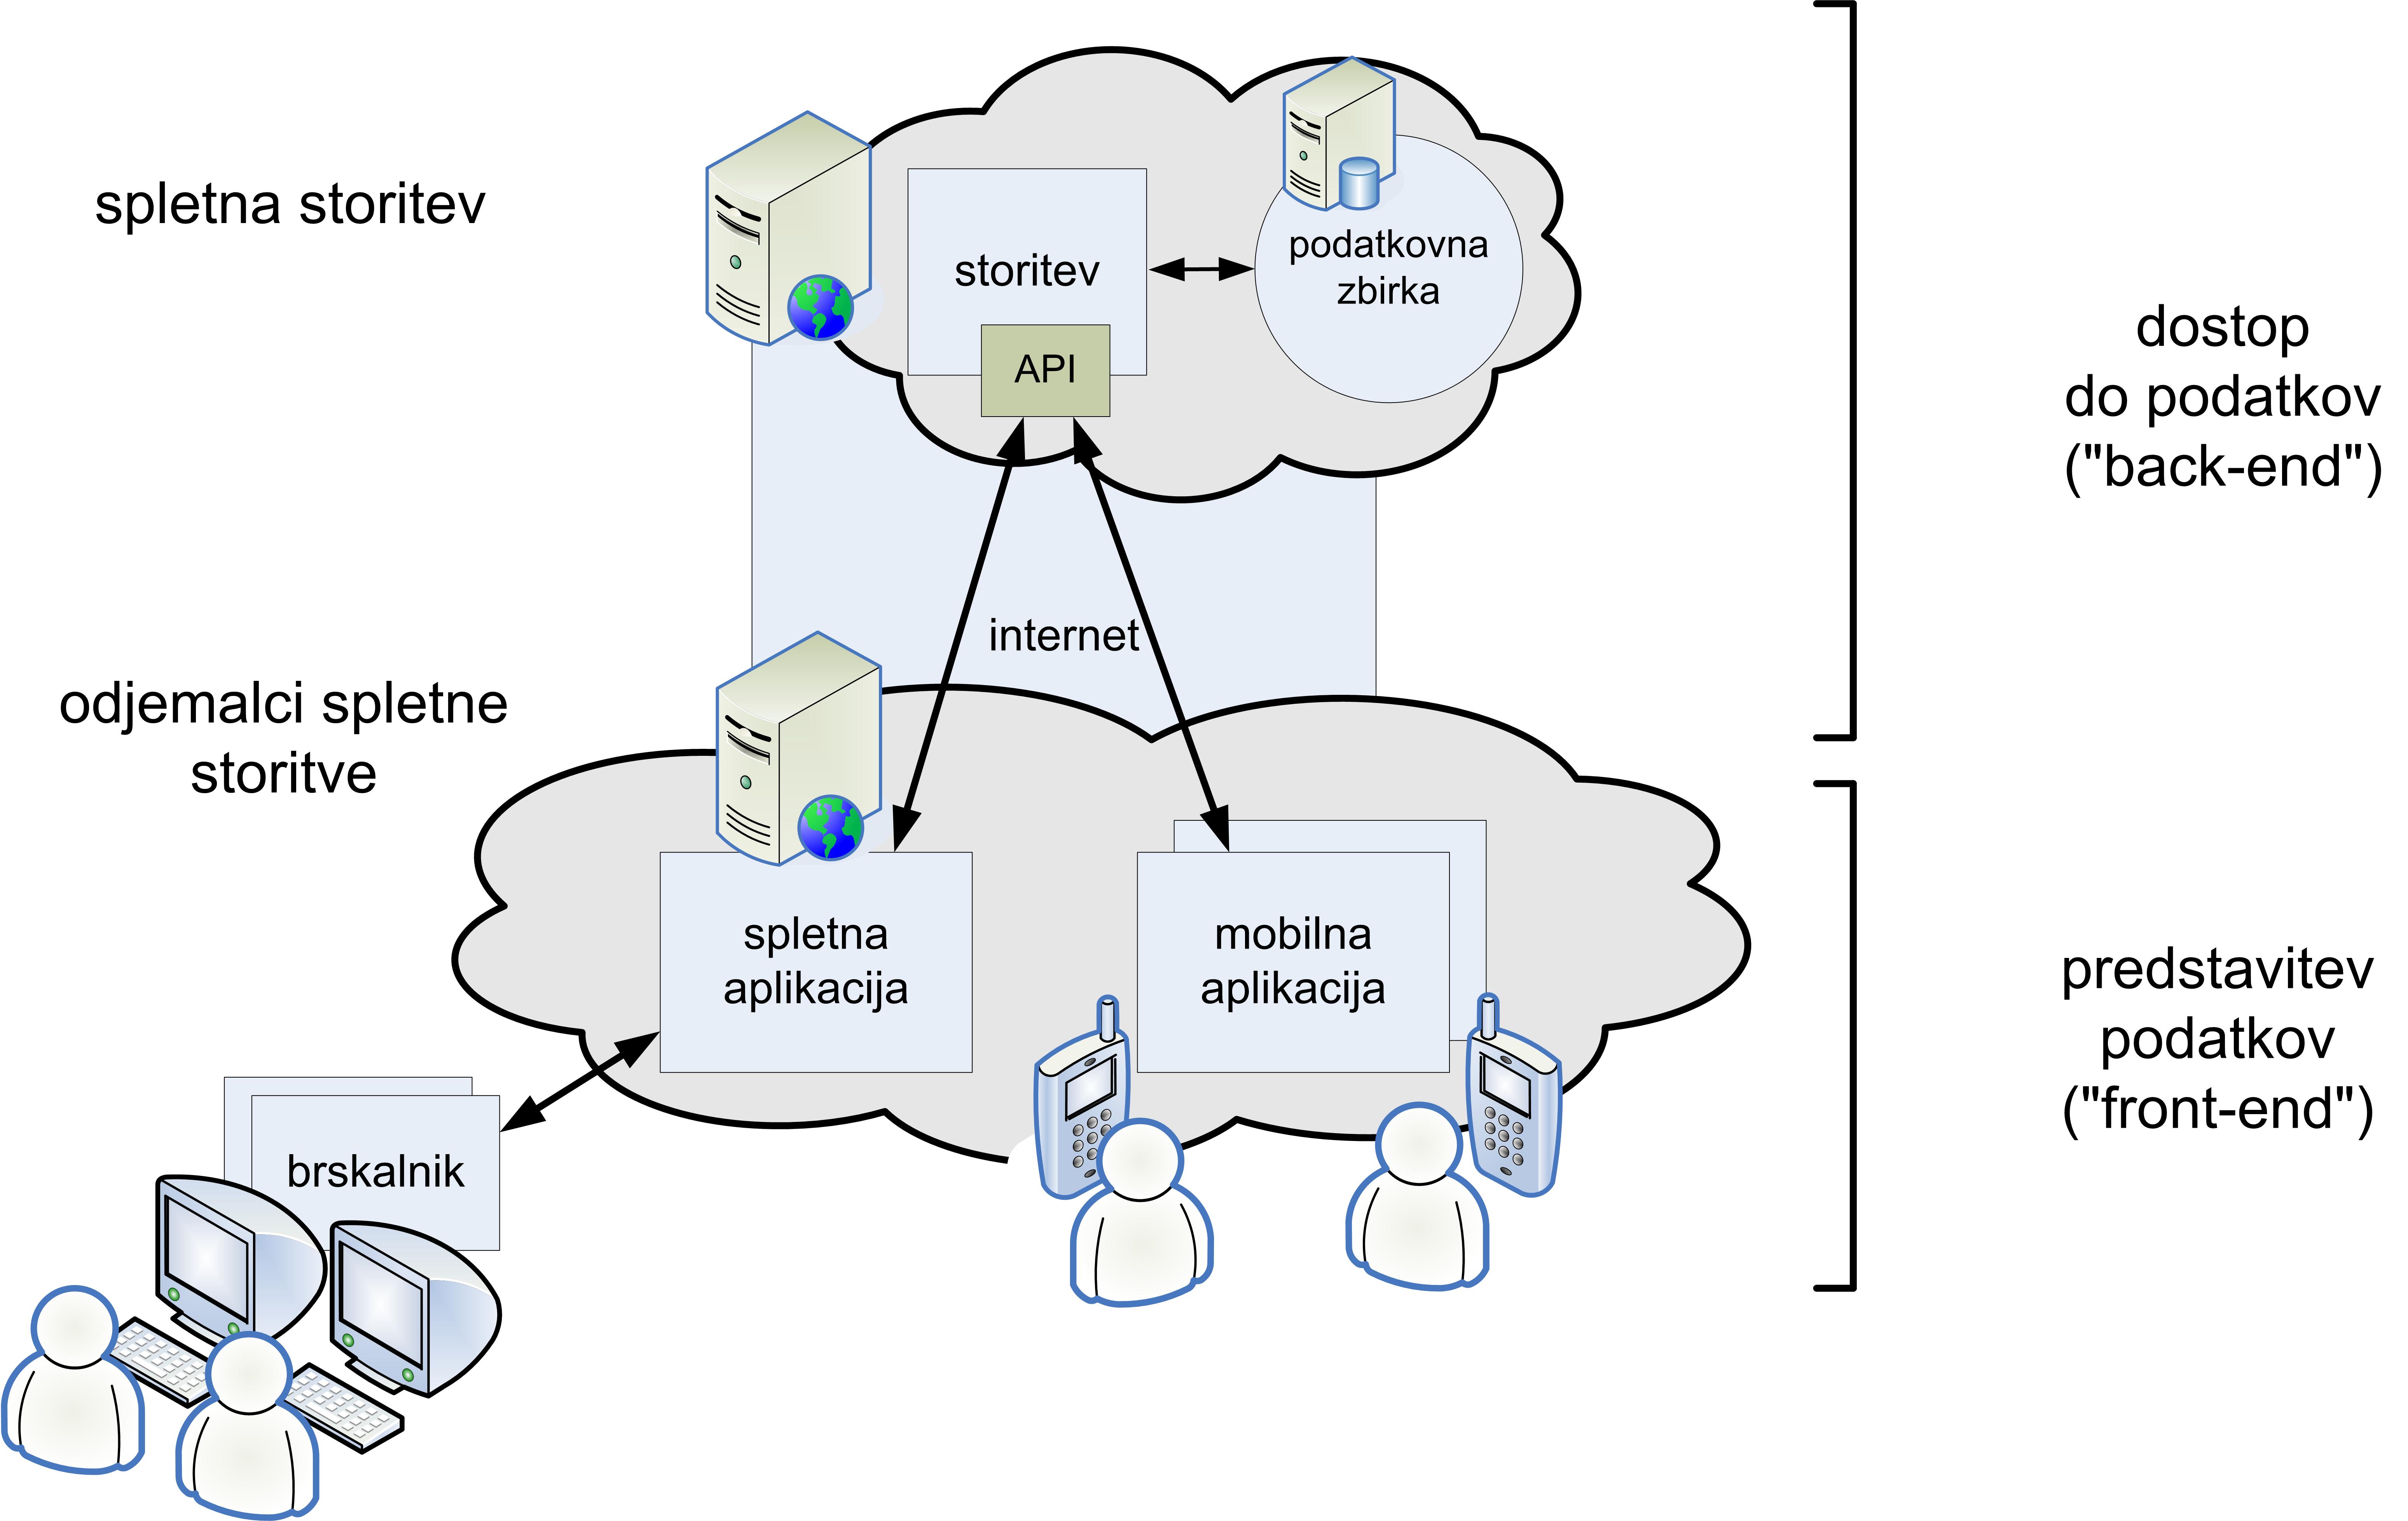 spletna storitev
storitev
API
podatkovna
zbirka
dostop
do podatkov
("back-end")
internet
odjemalci spletne
storitve
spletna
aplikacija
mobilna
aplikacija
predstavitev
podatkov
("front-end")
brskalnik